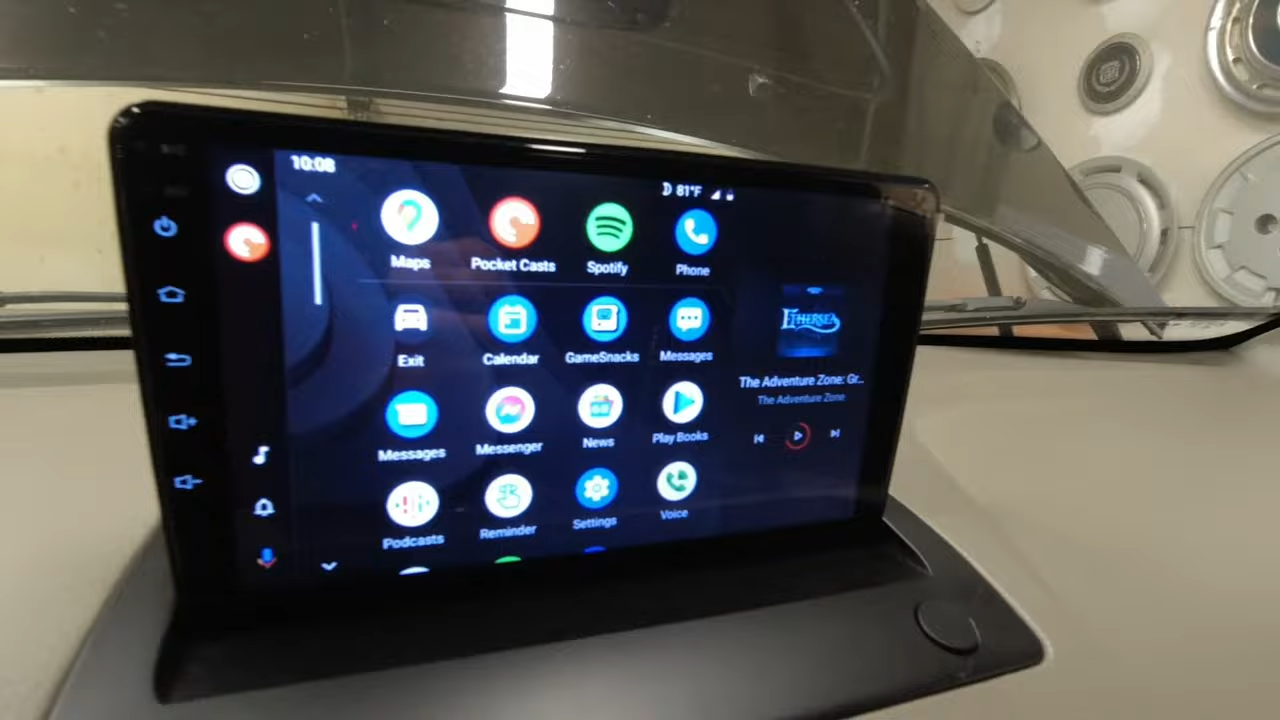 10:08
81°F
Maps
Pocket Casts
Spotify
Phone
Exit
Calendar
GameSnacks
Messages
Messages
Messenger
News
Play Books
Podcasts
Reminder
Settings
Voice
ETHERSEA
The Adventure Zone: Gr..
The Adventure Zone